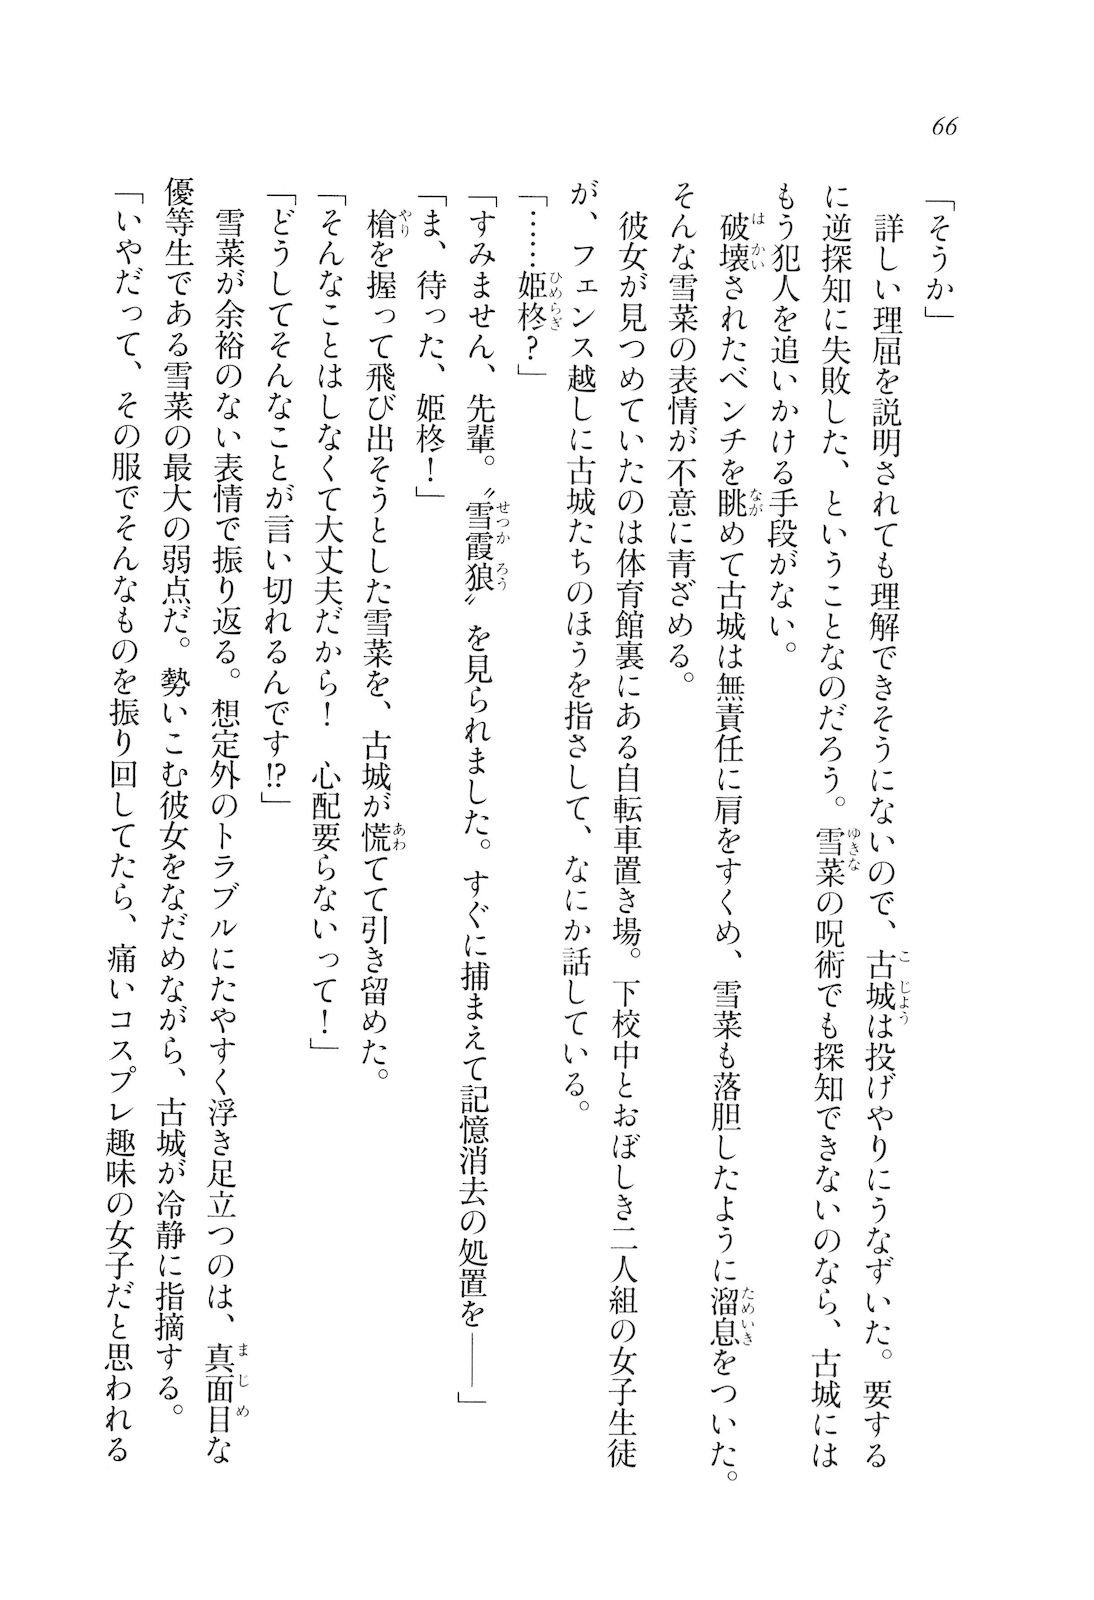 66
「そうか」
　詳しい理屈を説明されても理解できそうにないので、古城は投げやりにうなずいた。要する
に逆探知に失敗した、ということなのだろう。雪菜の呪術でも探知できないのなら、古城には
もう犯人を追いかける手段がない。
　破壊されたベンチを眺めて古城は無責任に肩をすくめ、雪菜も落胆したように溜息をついた。
そんな雪菜の表情が不意に青ざめる。
　彼女が見つめていたのは体育館裏にある自転車置き場。下校中とおぼしき二人組の女子生徒
が、フェンス越しに古城たちのほうを指さして、なにか話している。
「……姫柊？」
「すみません、先輩。〝雪霞狼〟を見られました。すぐに捕まえて記憶消去の処置を――」
「ま、待った、姫柊！」
　槍を握って飛び出そうとした雪菜を、古城が慌てて引き留めた。
「そんなことはしなくて大丈夫だから！　心配要らないって！」
「どうしてそんなことが言い切れるんです!?」
　雪菜が余裕のない表情で振り返る。想定外のトラブルにたやすく浮き足立つのは、真面目な
優等生である雪菜の最大の弱点だ。勢いこむ彼女をなだめながら、古城が冷静に指摘する。
「いやだって、その服でそんなものを振り回してたら、痛いコスプレ趣味の女子だと思われる